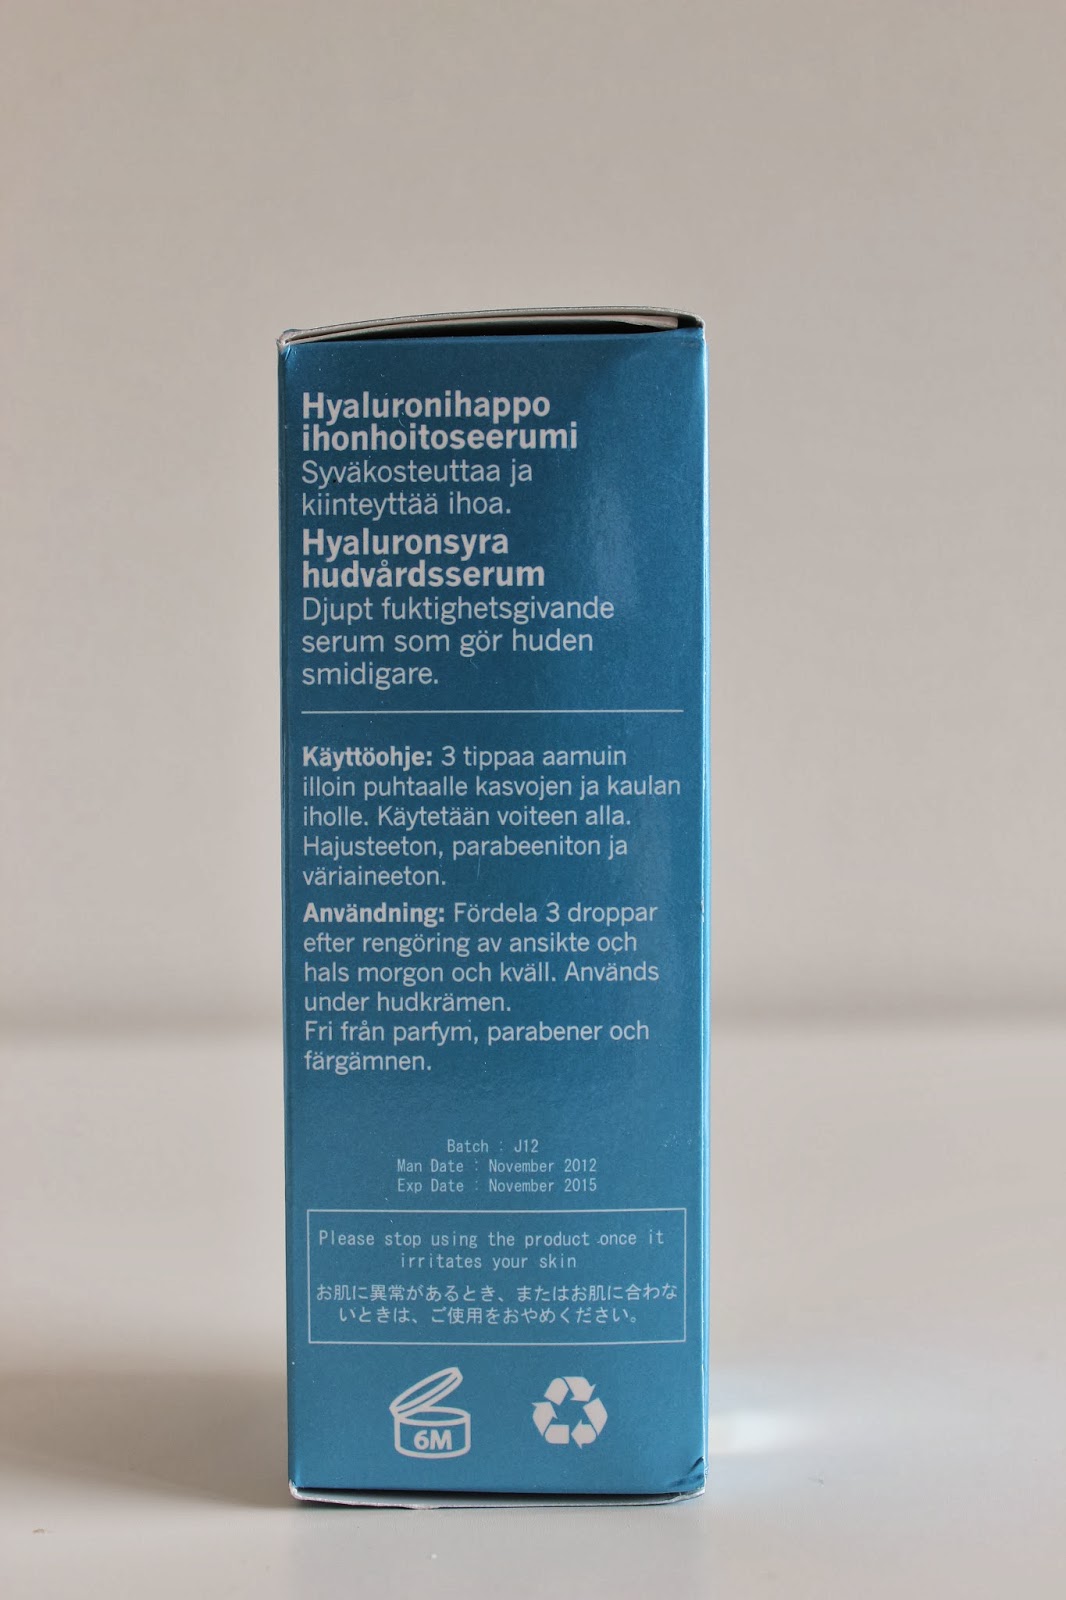 Hyaluronihappo
ihonhoitoseerumi
Syväkosteuttaa ja
kiinteyttää ihoa.
Hyaluronsyra
hudvårdsserum
Djupt fuktighetsgivande
serum som gör huden
smidigare.
Käyttöohje: 3 tippaa aamuin
illoin puhtaalle kasvojen ja kaulan
iholle. Käytetään voiteen alla.
Hajusteeton, parabeeniton ja
väriaineeton.
Användning: Fördela 3 droppar
efter rengöring av ansikte och
hals morgon och kväll. Används
under hudkrämen.
Fri från parfym, parabener och
färgämnen.
Batch : J12
Man Date : November 2012
Exp Date : November 2015
Please stop using the product once it
irritates your skin
お肌に異常があるとき、またはお肌に合わな
いときは、ご使用をおやめください。
6M